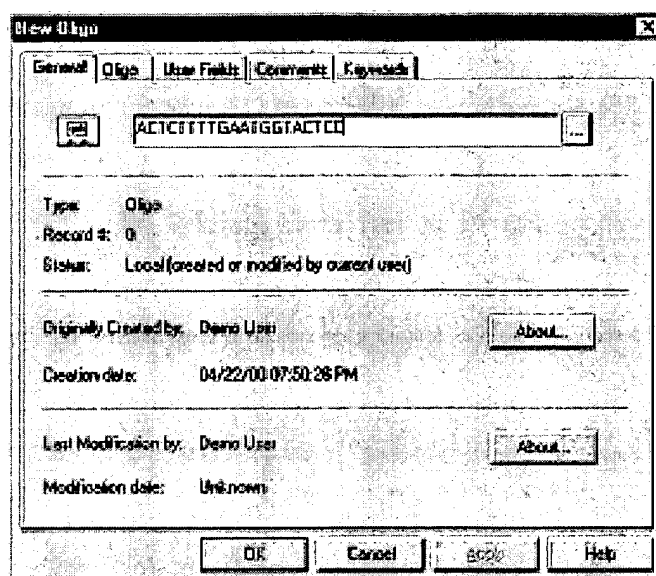 New Oligo
General Oligo User Fields Comments Keywords
ACTCTTTTGAATGGTACTCC
...
Type: Oligo
Record #: 0
Status: Local (created or modified by current user)
Originally Created by: Demo User About...
Creation date: 04/22/00 07:50:26 PM
Last Modification by: Demo User About...
Modification date: Unknown
OK Cancel Apply Help